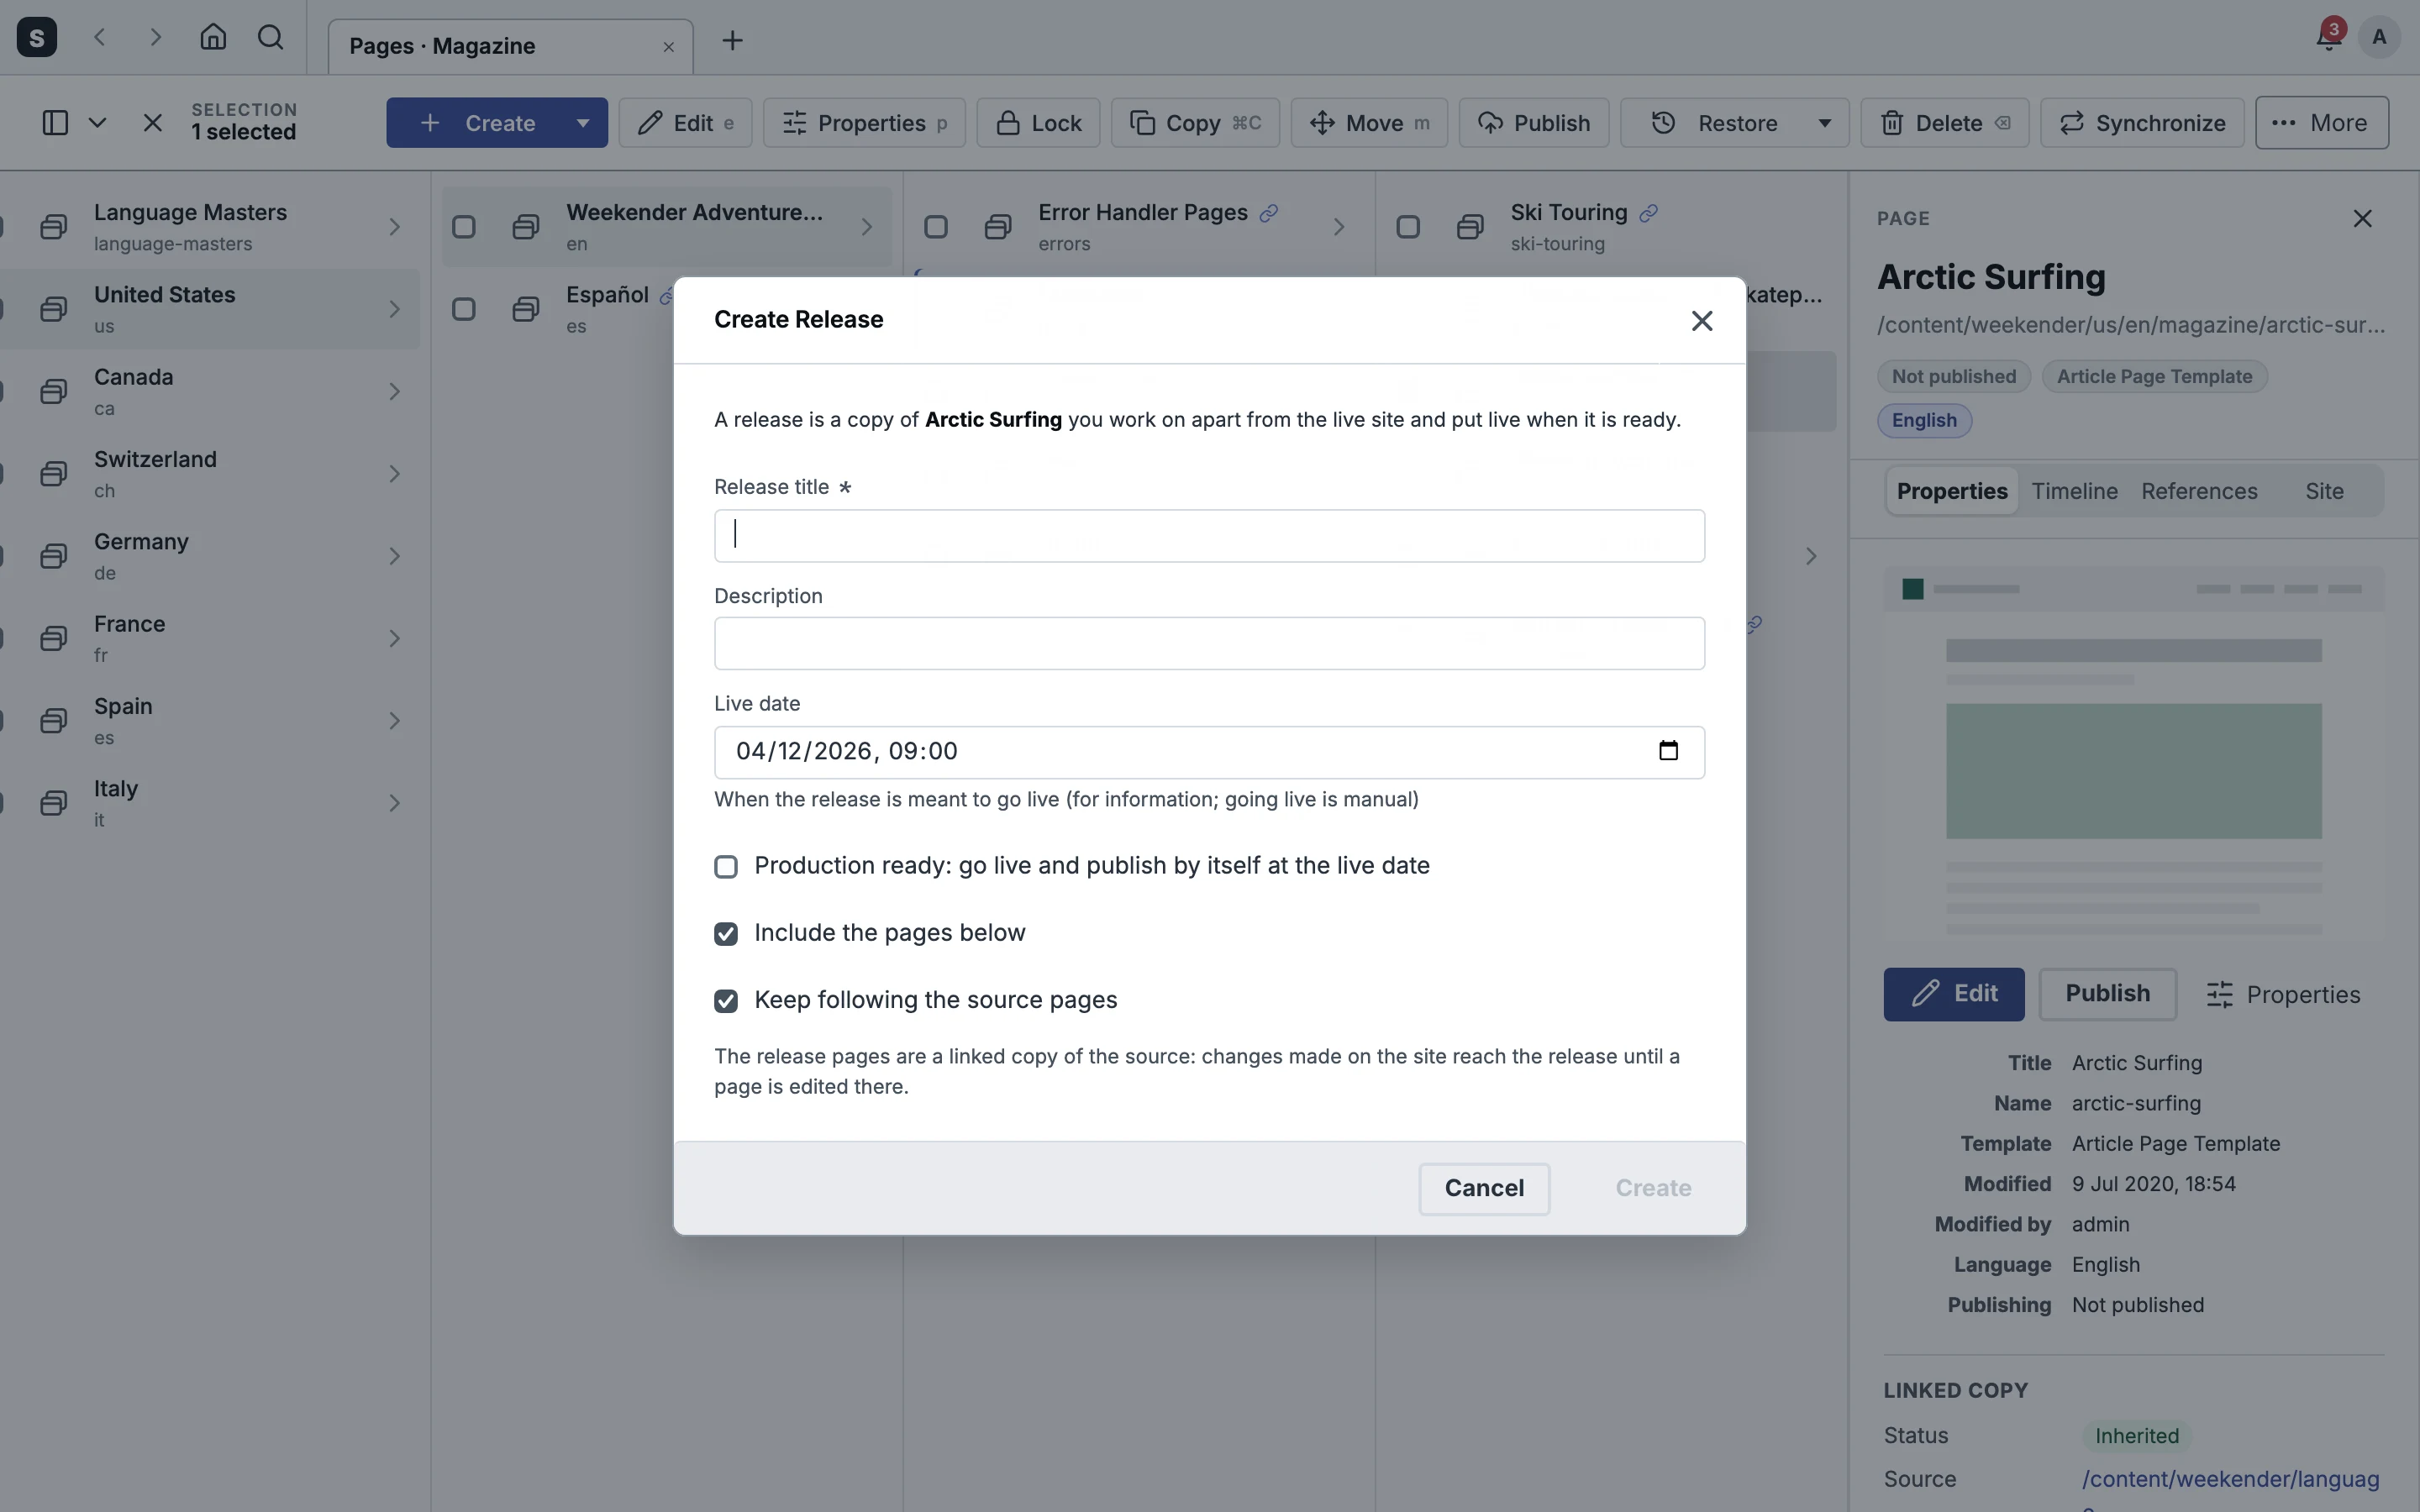 S
Pages · Magazine
3
A
SELECTION
1 selected
Create
Edit e
Properties p
Lock
Copy ⌘C
Move m
Publish
Restore
Delete
Synchronize
More
Language Masters
language-masters
United States
us
Canada
ca
Switzerland
ch
Germany
de
France
fr
Spain
es
Italy
it
Weekender Adventure...
en
Español
es
Error Handler Pages
errors
Ski Touring
ski-touring
katep...
Create Release
A release is a copy of Arctic Surfing you work on apart from the live site and put live when it is ready.
Release title *
Description
Live date
04/12/2026, 09:00
When the release is meant to go live (for information; going live is manual)
Production ready: go live and publish by itself at the live date
Include the pages below
Keep following the source pages
The release pages are a linked copy of the source: changes made on the site reach the release until a
page is edited there.
Cancel
Create
PAGE
Arctic Surfing
/content/weekender/us/en/magazine/arctic-sur...
Not published
Article Page Template
English
Properties
Timeline
References
Site
Edit
Publish
Properties
Title Arctic Surfing
Name arctic-surfing
Template Article Page Template
Modified 9 Jul 2020, 18:54
Modified by admin
Language English
Publishing Not published
LINKED COPY
Status Inherited
Source /content/weekender/languag